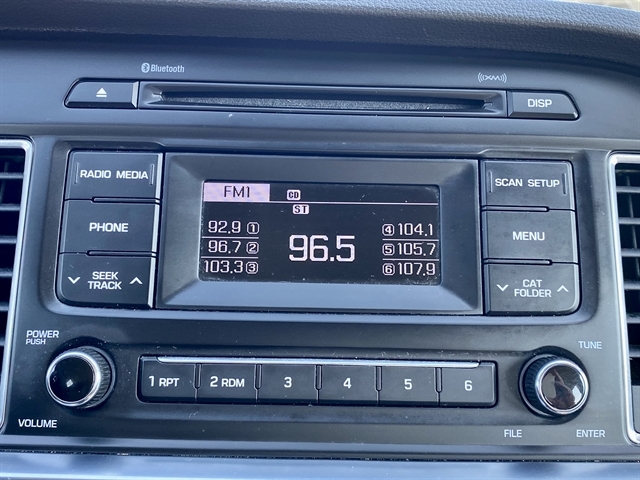 Bluetooth
((XM))
DISP
RADIO MEDIA
SCAN SETUP
FM1 CD
ST
92.9 1
96.7 2
103.3 3
96.5
4 104.1
5 105.7
6 107.9
PHONE
MENU
SEEK
TRACK
CAT
FOLDER
POWER
PUSH
TUNE
1 RPT 2 RDM 3 4 5 6
VOLUME
FILE ENTER